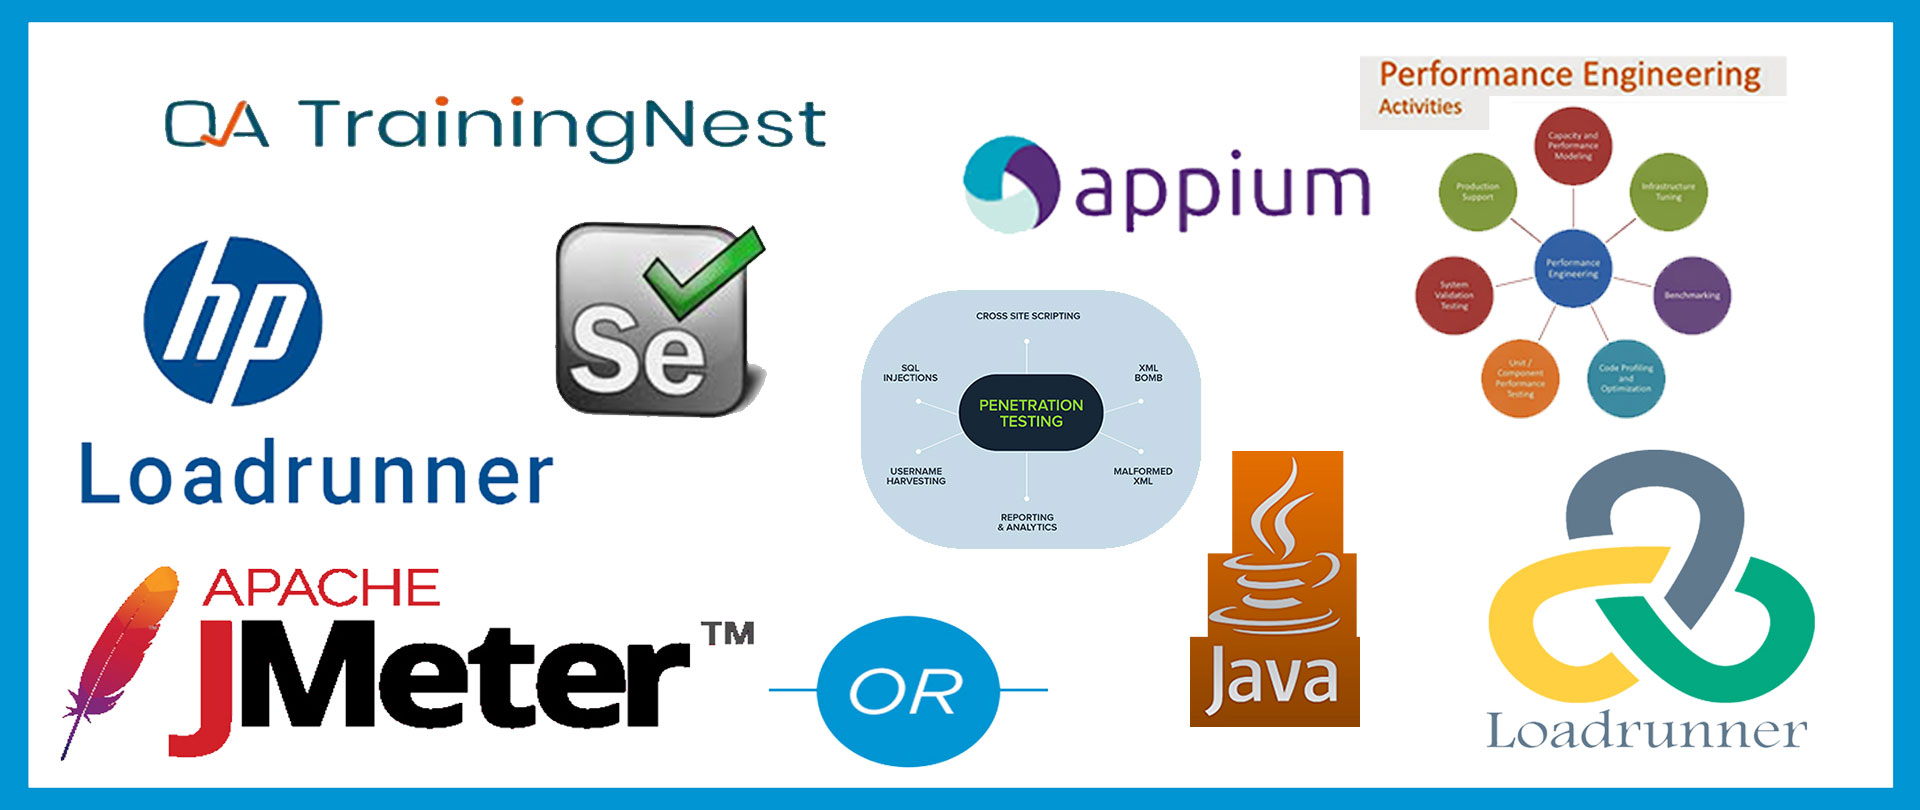 QA TrainingNest
appium
Performance Engineering
Activities
Capacity and
Performance
Modeling
Production
Support
Infrastructure
Tuning
Performance
Engineering
System
Validation
Testing
Benchmarking
Unit /
Component
Performance
Testing
Code Profiling
and
Optimization
hp
Loadrunner
Se
CROSS SITE SCRIPTING
SQL
INJECTIONS
XML
BOMB
PENETRATION
TESTING
USERNAME
HARVESTING
MALFORMED
XML
REPORTING
& ANALYTICS
APACHE
JMeter™
OR
Java
Loadrunner